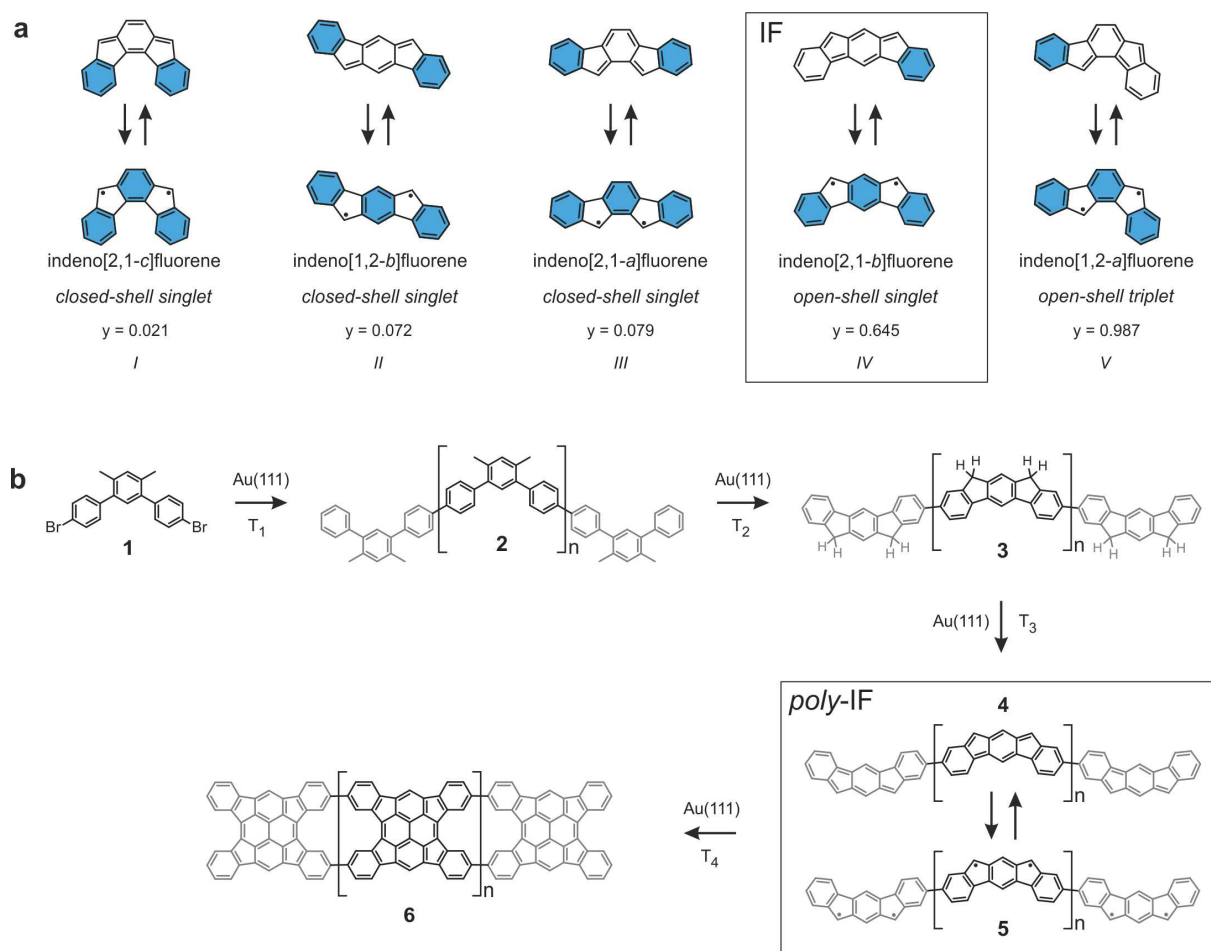 a
IF
indeno[2,1-c]fluorene
indeno[1,2-b]fluorene
indeno[2,1-a]fluorene
indeno[2,1-b]fluorene
indeno[1,2-a]fluorene
closed-shell singlet
closed-shell singlet
closed-shell singlet
open-shell singlet
open-shell triplet
y = 0.021
y = 0.072
y = 0.079
y = 0.645
y = 0.987
I
II
III
IV
V
b
Br
Br
1
Au(111)
T1
2
n
Au(111)
T2
H H
H H
3
n
H H
H H
H H
H H
Au(111)
T3
poly-IF
4
n
5
n
Au(111)
T4
6
n